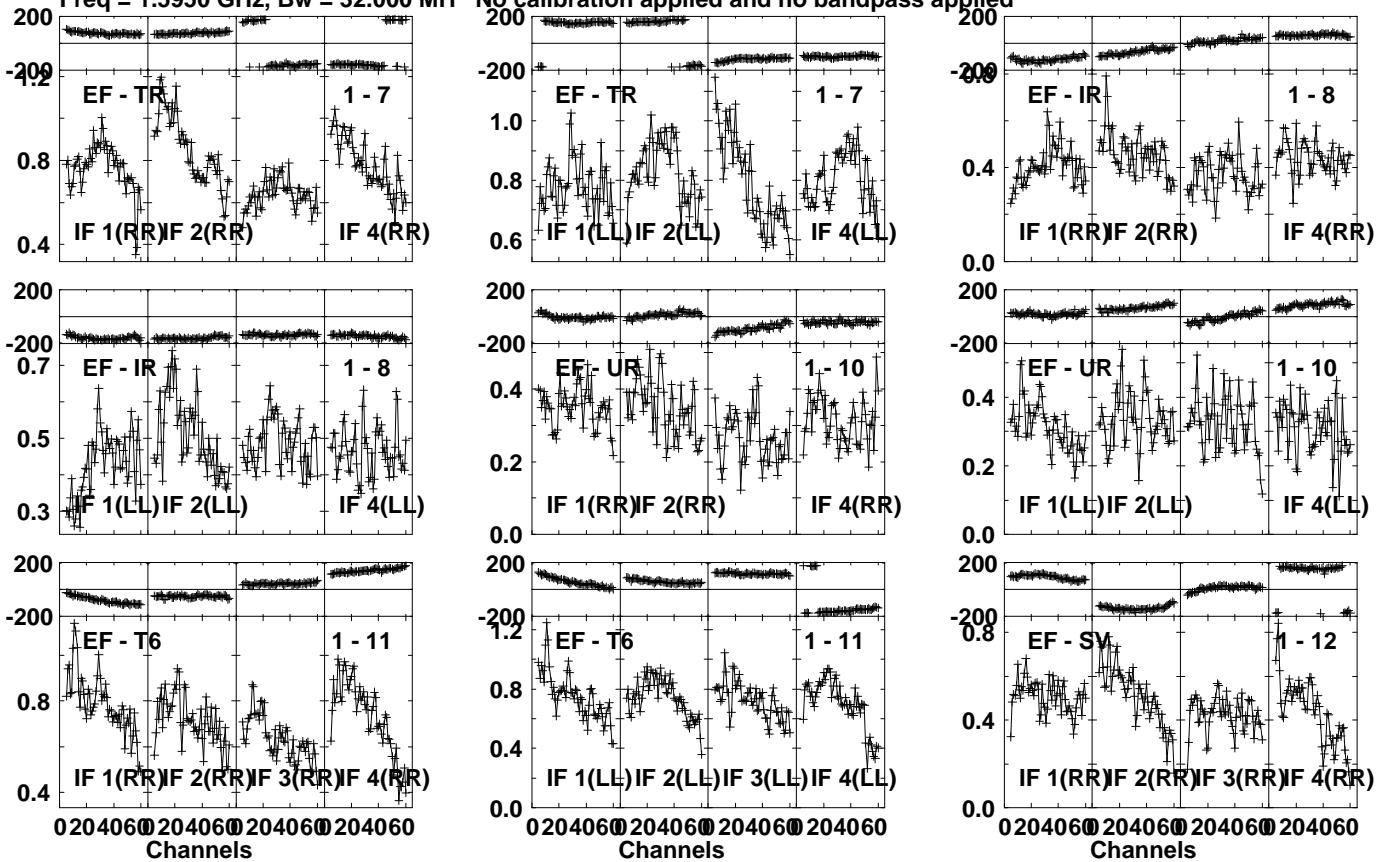 Freq = 1.5950 GHz, Bw = 32.000 MH No calibration applied and no bandpass applied
200
-200
1.2
EF - TR 1 - 7
0.8
0.4
IF 1(RR) IF 2(RR) IF 4(RR)
200
-200
EF - TR 1 - 7
1.0
0.8
0.6
IF 1(LL) IF 2(LL) IF 4(LL)
200
-200
0.8
EF - IR 1 - 8
0.4
IF 1(RR) IF 2(RR) IF 4(RR)
0.0
200
-200
0.7
EF - IR 1 - 8
0.5
0.3
IF 1(LL) IF 2(LL) IF 4(LL)
200
-200
EF - UR 1 - 10
0.4
0.2
IF 1(RR) IF 2(RR) IF 4(RR)
0.0
200
-200
EF - UR 1 - 10
0.4
0.2
IF 1(LL) IF 2(LL) IF 4(LL)
0.0
200
-200
EF - T6 1 - 11
0.8
IF 1(RR) IF 2(RR) IF 3(RR) IF 4(RR)
0.4
0 20 40 60 0 20 40 60 0 20 40 60 0 20 40 60
Channels
200
-200
1.2
EF - T6 1 - 11
0.8
0.4
IF 1(LL) IF 2(LL) IF 3(LL) IF 4(LL)
0.0
0 20 40 60 0 20 40 60 0 20 40 60 0 20 40 60
Channels
200
-200
0.8
EF - SV 1 - 12
0.4
IF 1(RR) IF 2(RR) IF 3(RR) IF 4(RR)
0.0
0 20 40 60 0 20 40 60 0 20 40 60 0 20 40 60
Channels